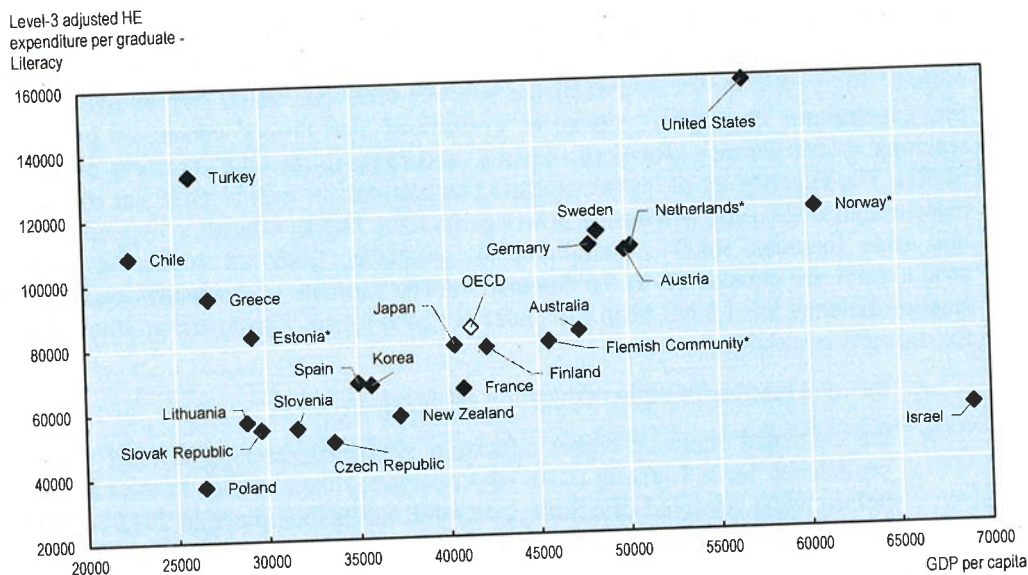 Level-3 adjusted HE
expenditure per graduate -
Literacy
160000
United States
140000
Turkey
Norway*
Netherlands*
Sweden
120000
Germany
Austria
Chile
OECD
100000
Greece
Japan
Australia
Estonia*
Flemish Community*
80000
Spain
Korea
Finland
France
Lithuania
Slovenia
New Zealand
Israel
60000
Slovak Republic
Czech Republic
40000
Poland
20000
20000 25000 30000 35000 40000 45000 50000 55000 60000 65000 70000
GDP per capita